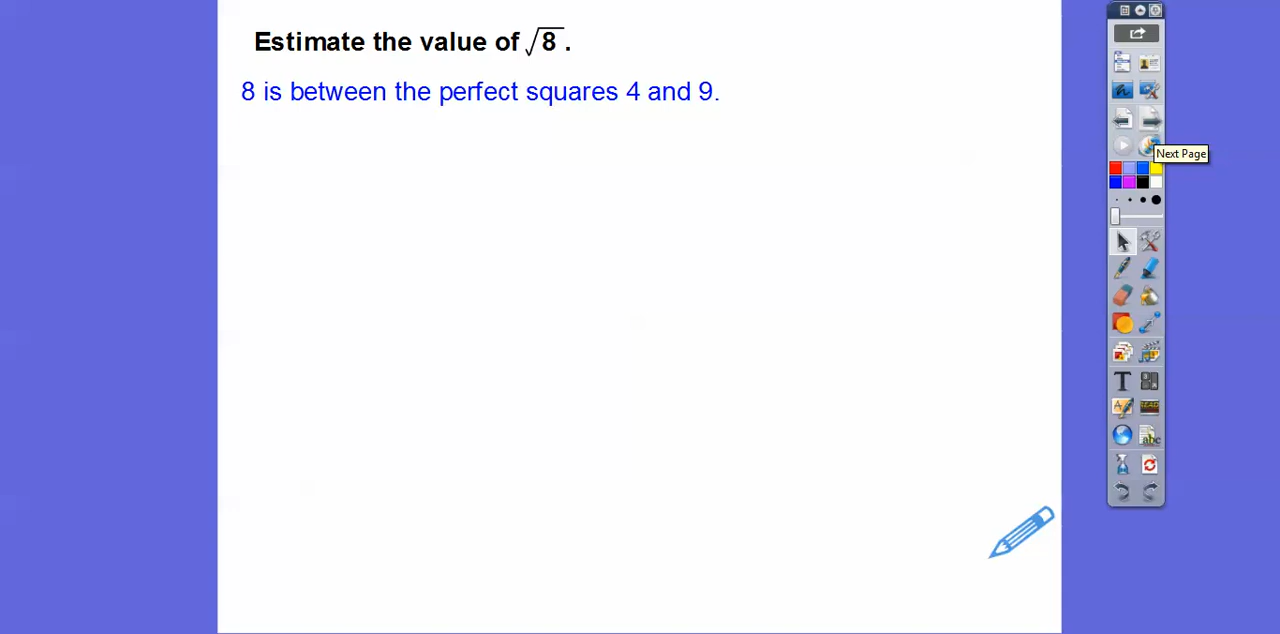 Estimate the value of √8.
8 is between the perfect squares 4 and 9.
Next Page